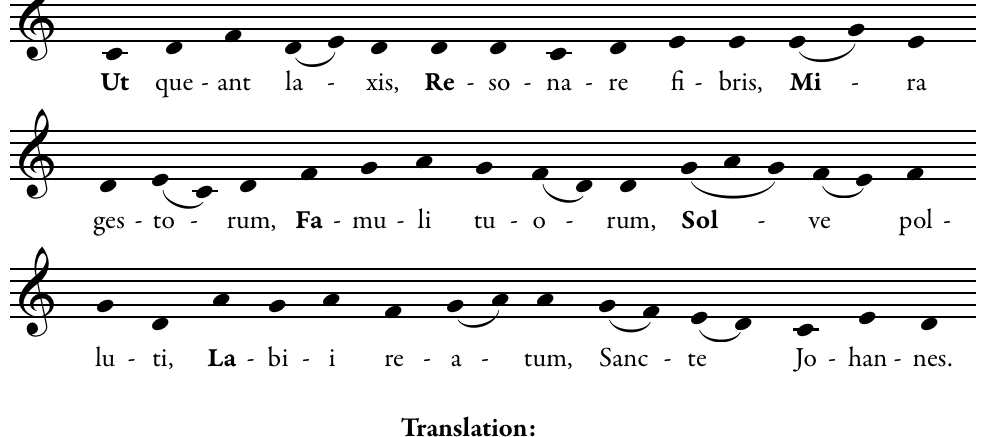 Ut que - ant la - xis, Re - so - na - re fi - bris, Mi - ra
ges - to - rum, Fa - mu - li tu - o - rum, Sol - ve pol -
lu - ti, La - bi - i re - a - tum, Sanc - te Jo - han - nes.
Translation: